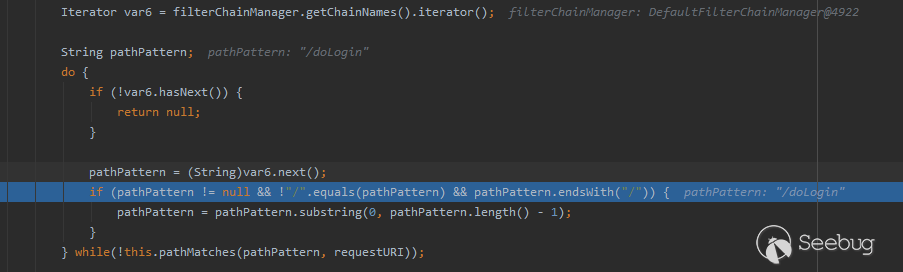 Iterator var6 = filterChainManager.getChainNames().iterator();  filterChainManager: DefaultFilterChainManager@4922
String pathPattern;  pathPattern: "/doLogin"
do {
if (!var6.hasNext()) {
return null;
}
pathPattern = (String)var6.next();
if (pathPattern != null && !"/".equals(pathPattern) && pathPattern.endsWith("/")) {  pathPattern: "/doLogin"
pathPattern = pathPattern.substring(0, pathPattern.length() - 1);
}
} while(!this.pathMatches(pathPattern, requestURI));
Seebug